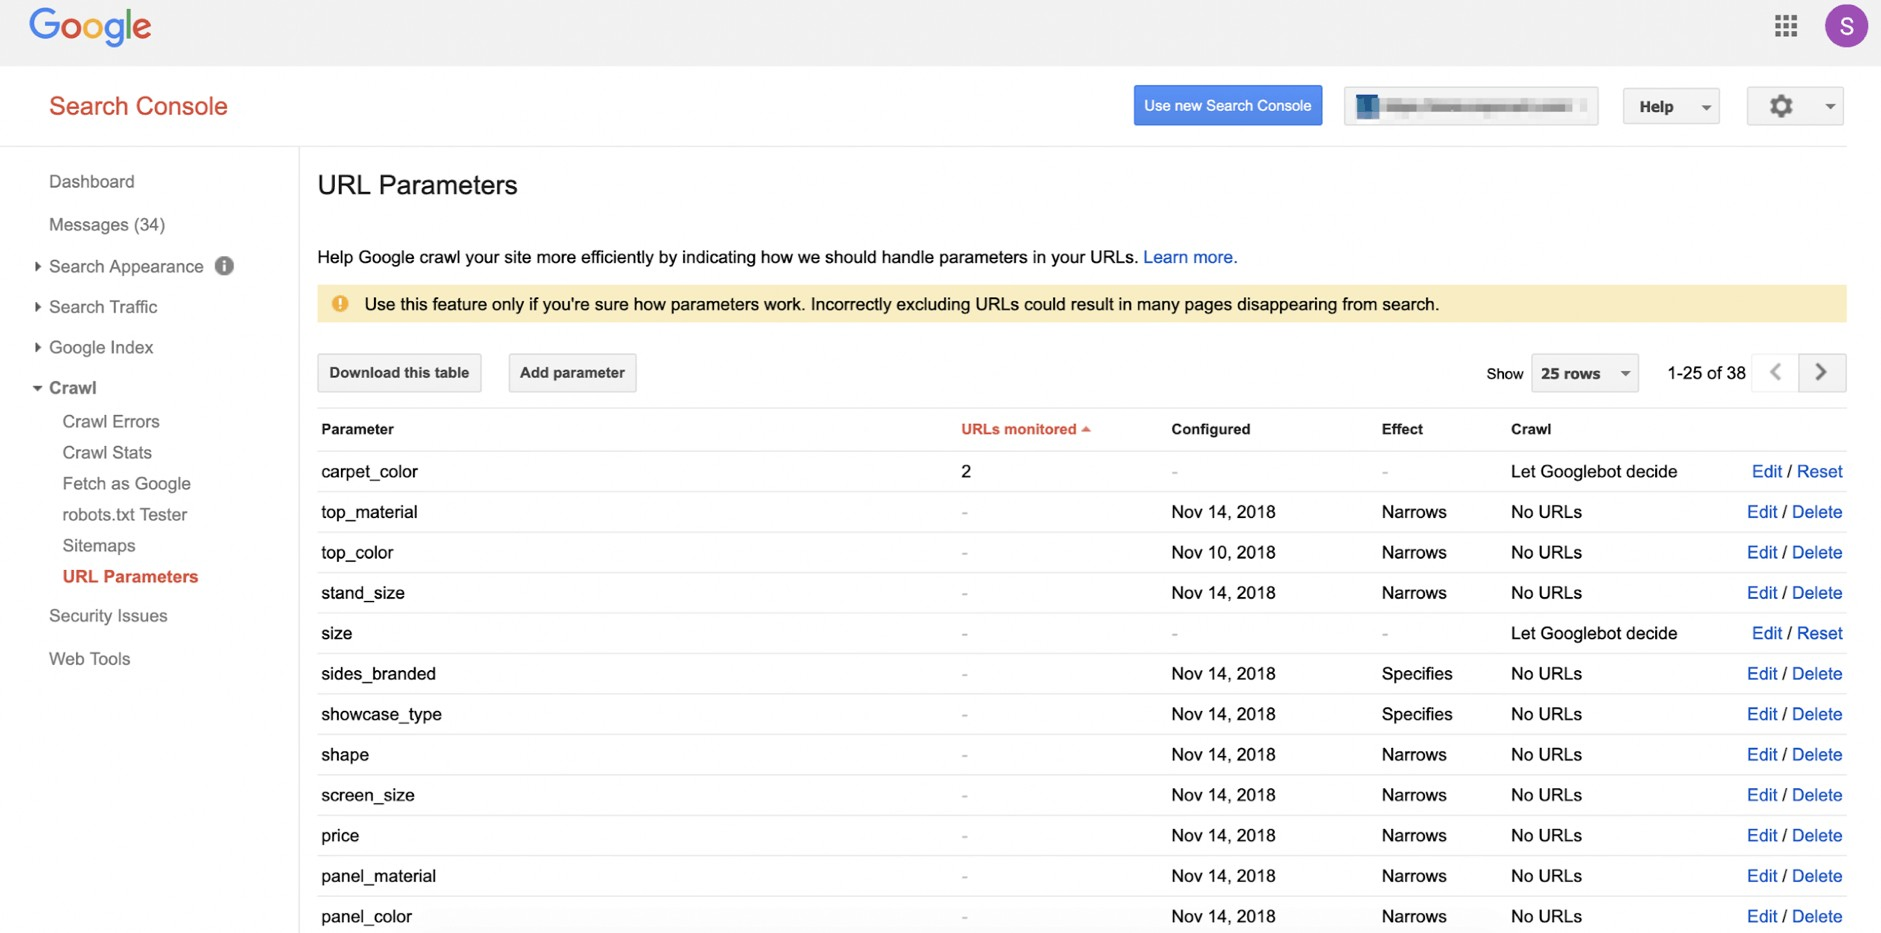 Google
S
Search Console
Use new Search Console
Help
Dashboard
Messages (34)
Search Appearance
Search Traffic
Google Index
Crawl
Crawl Errors
Crawl Stats
Fetch as Google
robots.txt Tester
Sitemaps
URL Parameters
Security Issues
Web Tools
URL Parameters
Help Google crawl your site more efficiently by indicating how we should handle parameters in your URLs. Learn more.
Use this feature only if you're sure how parameters work. Incorrectly excluding URLs could result in many pages disappearing from search.
Download this table Add parameter Show 25 rows 1-25 of 38
Parameter URLs monitored Configured Effect Crawl
carpet_color 2 - - Let Googlebot decide Edit / Reset
top_material - Nov 14, 2018 Narrows No URLs Edit / Delete
top_color - Nov 10, 2018 Narrows No URLs Edit / Delete
stand_size - Nov 14, 2018 Narrows No URLs Edit / Delete
size - - - Let Googlebot decide Edit / Reset
sides_branded - Nov 14, 2018 Specifies No URLs Edit / Delete
showcase_type - Nov 14, 2018 Specifies No URLs Edit / Delete
shape - Nov 14, 2018 Narrows No URLs Edit / Delete
screen_size - Nov 14, 2018 Narrows No URLs Edit / Delete
price - Nov 14, 2018 Narrows No URLs Edit / Delete
panel_material - Nov 14, 2018 Narrows No URLs Edit / Delete
panel_color - Nov 14, 2018 Narrows No URLs Edit / Delete